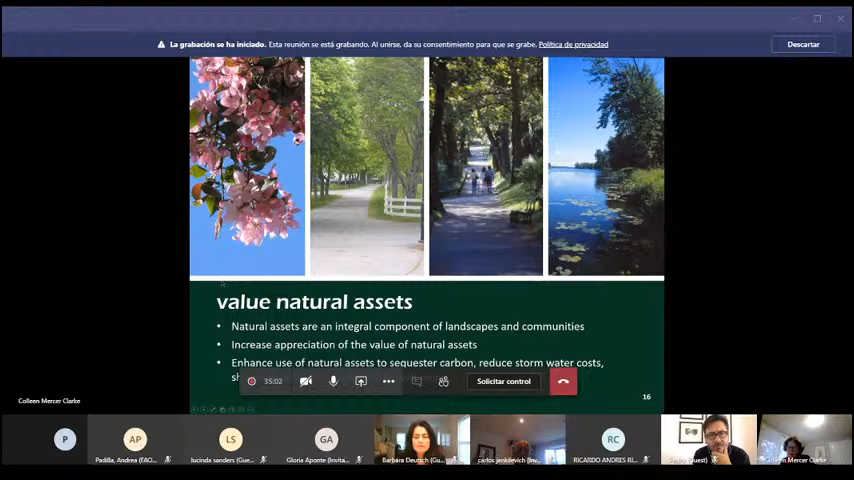 La grabación se ha iniciado. Esta reunión se está grabando. Al unirse, da su consentimiento para que se grabe. Política de privacidad
Descartar
value natural assets
• Natural assets are an integral component of landscapes and communities
• Increase appreciation of the value of natural assets
• Enhance use of natural assets to sequester carbon, reduce storm water costs,
35:02
Solicitar control
16
Colleen Mercer Clarke
P
AP
LS
GA
RC
Padilla, Andrea (FAO...
lucinda sanders (Gue...
Gloria Aponte (Invita...
Barbara Deutsch (Gu...
carlos jankilevich (Inv...
RICARDO ANDRES RI...
Colleen Mercer Clarke